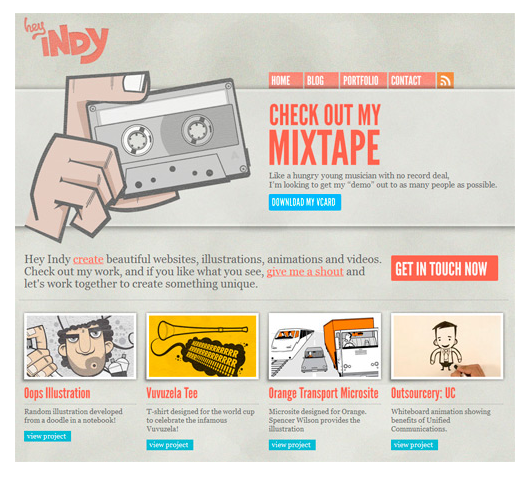 hey
iNDY
HOME BLOG PORTFOLIO CONTACT
CHECK OUT MY
MIXTAPE
Like a hungry young musician with no record deal,
I'm looking to get my "demo" out to as many people as possible.
DOWNLOAD MY VCARD
Hey Indy create beautiful websites, illustrations, animations and videos.
Check out my work, and if you like what you see, give me a shout and
let's work together to create something unique.
GET IN TOUCH NOW
Oops Illustration
Random illustration developed
from a doodle in a notebook!
view project
Vuvuzela Tee
T-shirt designed for the world cup
to celebrate the infamous
Vuvuzela!
view project
Orange Transport Microsite
Microsite designed for Orange.
Spencer Wilson provides the
illustration
view project
Outsourcery: UC
Whiteboard animation showing
benefits of Unified
Communications.
view project